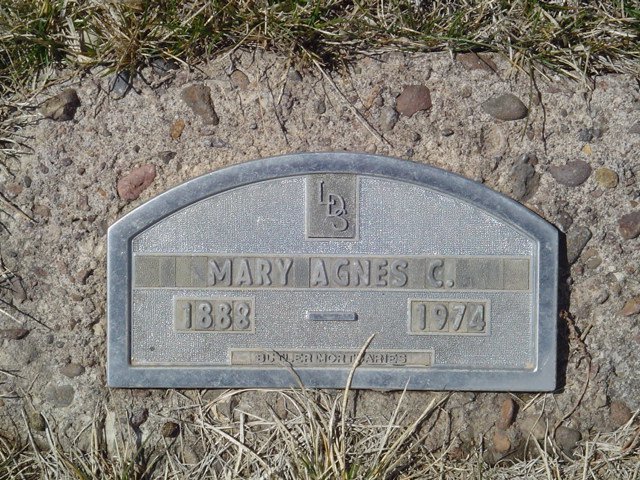 LDS
MARY AGNES C.
1888 — 1974
BUTLER MORTUARIES